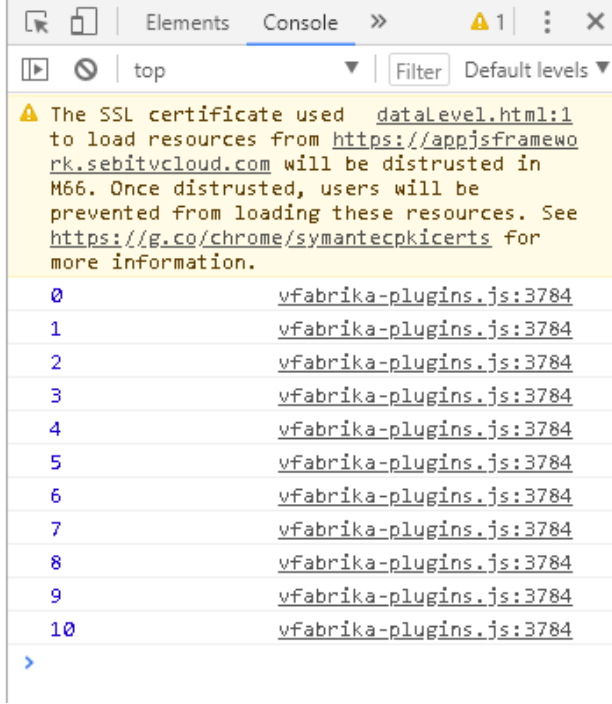 Elements Console » 1
top Filter Default levels
The SSL certificate used dataLevel.html:1
to load resources from https://appjsframewo
rk.sebitvcloud.com will be distrusted in
M66. Once distrusted, users will be
prevented from loading these resources. See
https://g.co/chrome/symantecpkicerts for
more information.
0 vfabrika-plugins.js:3784
1 vfabrika-plugins.js:3784
2 vfabrika-plugins.js:3784
3 vfabrika-plugins.js:3784
4 vfabrika-plugins.js:3784
5 vfabrika-plugins.js:3784
6 vfabrika-plugins.js:3784
7 vfabrika-plugins.js:3784
8 vfabrika-plugins.js:3784
9 vfabrika-plugins.js:3784
10 vfabrika-plugins.js:3784